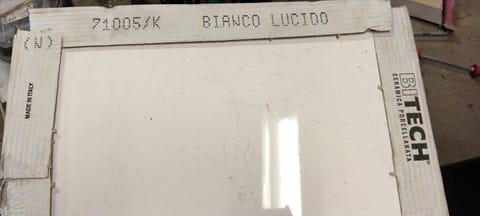 71005/K BIANCO LUCIDO
(N)
MADE IN ITALY
BITECH
CERAMICA PORCELLANATA